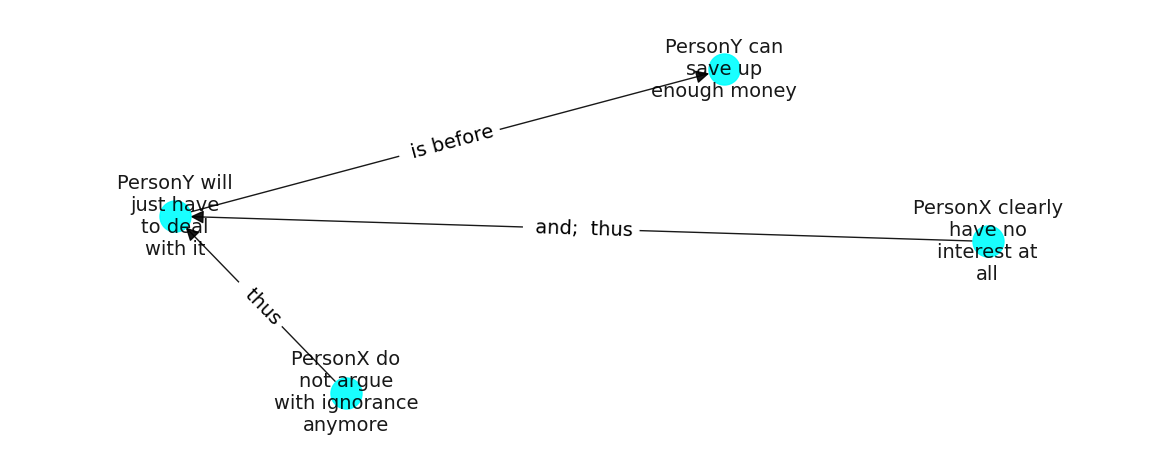 PersonY can
save up
enough money
is before
PersonY will
just have
to deal
with it
and;  thus
PersonX clearly
have no
interest at
all
thus
PersonX do
not argue
with ignorance
anymore